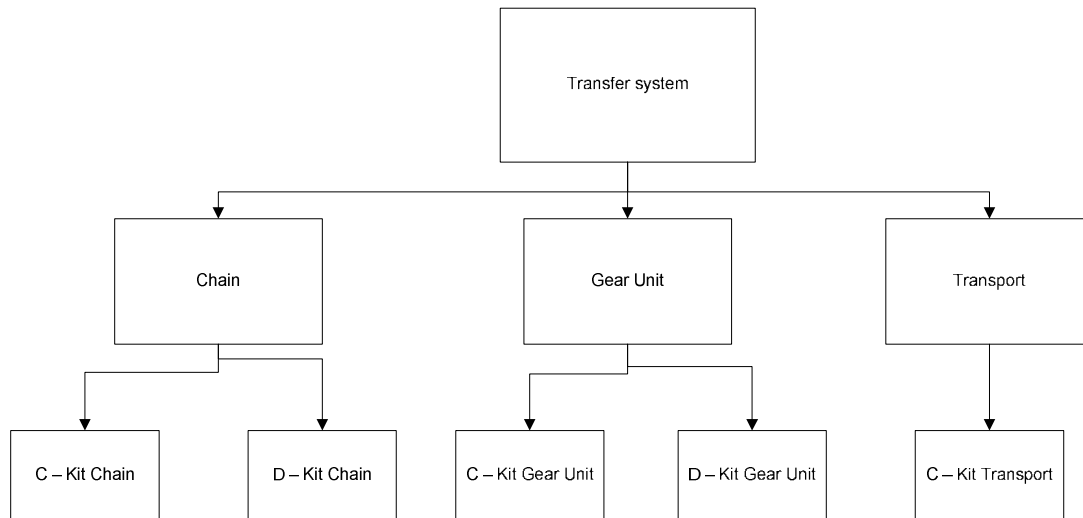 Transfer system
Chain
Gear Unit
Transport
C – Kit Chain
D – Kit Chain
C – Kit Gear Unit
D – Kit Gear Unit
C – Kit Transport